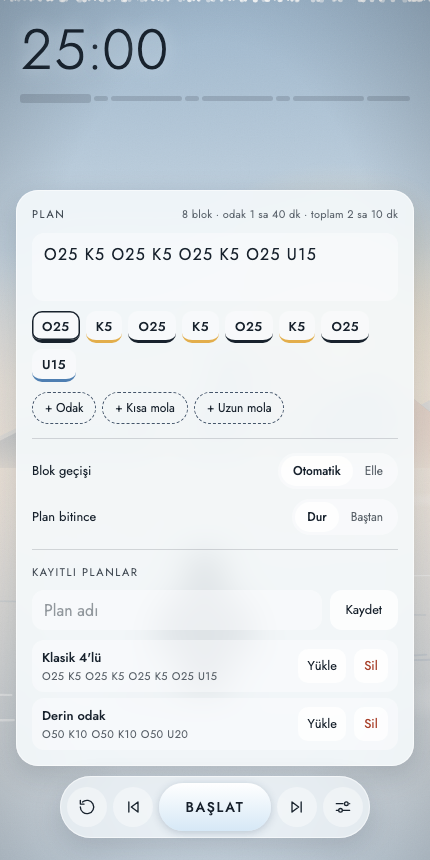 25:00
PLAN
8 blok · odak 1 sa 40 dk · toplam 2 sa 10 dk
O25 K5 O25 K5 O25 K5 O25 U15
O25 K5 O25 K5 O25 K5 O25
U15
+ Odak + Kısa mola + Uzun mola
Blok geçişi Otomatik Elle
Plan bitince Dur Baştan
KAYITLI PLANLAR
Plan adı Kaydet
Klasik 4'lü
O25 K5 O25 K5 O25 K5 O25 U15
Yükle Sil
Derin odak
O50 K10 O50 K10 O50 U20
Yükle Sil
BAŞLAT